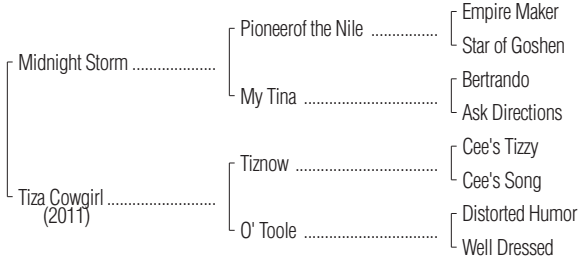 Empire Maker
Pioneerof the Nile ................
Star of Goshen
Midnight Storm ....................
Bertrando
My Tina ................................
Ask Directions
Cee's Tizzy
Tiznow ..................................
Cee's Song
Tiza Cowgirl ..........................
(2011)
Distorted Humor
O' Toole ................................
Well Dressed